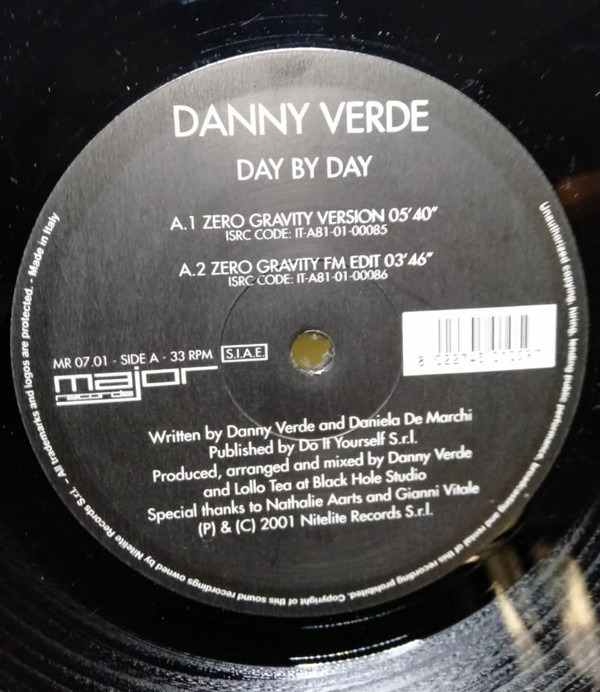 DANNY VERDE
DAY BY DAY
A.1 ZERO GRAVITY VERSION 05'40"
ISRC CODE: IT-A81-01-00085
A.2 ZERO GRAVITY FM EDIT 03'46"
ISRC CODE: IT-A81-01-00086
MR 07.01 - SIDE A - 33 RPM S.I.A.E.
major
records
Written by Danny Verde and Daniela De Marchi
Published by Do It Yourself S.r.l.
Produced, arranged and mixed by Danny Verde
and Lollo Tea at Black Hole Studio
Special thanks to Nathalie Aarts and Gianni Vitale
(P) & (C) 2001 Nitelite Records S.r.l.
Unauthorized copying, hiring, lending public performance, broadcasting and rental of this recording prohibited. Copyright of this sound recordings owned by Nitelite Records S.r.l. - All trademarks and logos are protected. - Made in Italy